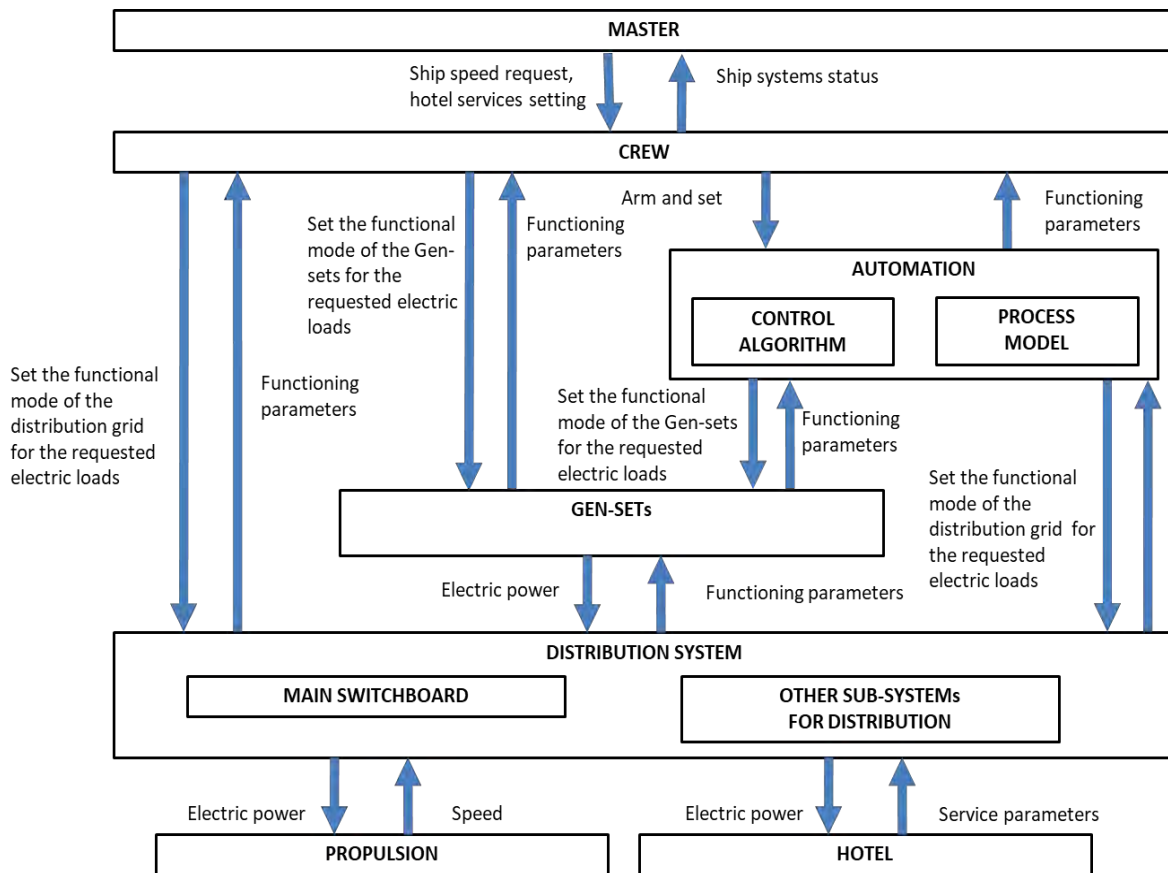 MASTER
Ship speed request,
hotel services setting
Ship systems status
CREW
Arm and set
Functioning
parameters
Set the functional
mode of the Gen-
sets for the
requested electric
loads
Functioning
parameters
AUTOMATION
CONTROL
ALGORITHM
PROCESS
MODEL
Set the functional
mode of the
distribution grid
for the requested
electric loads
Functioning
parameters
Set the functional
mode of the Gen-sets
for the requested
electric loads
Functioning
parameters
Set the functional
mode of the
distribution grid for
the requested
electric loads
GEN-SETs
Electric power
Functioning parameters
DISTRIBUTION SYSTEM
MAIN SWITCHBOARD
OTHER SUB-SYSTEMs
FOR DISTRIBUTION
Electric power
Speed
Electric power
Service parameters
PROPULSION
HOTEL